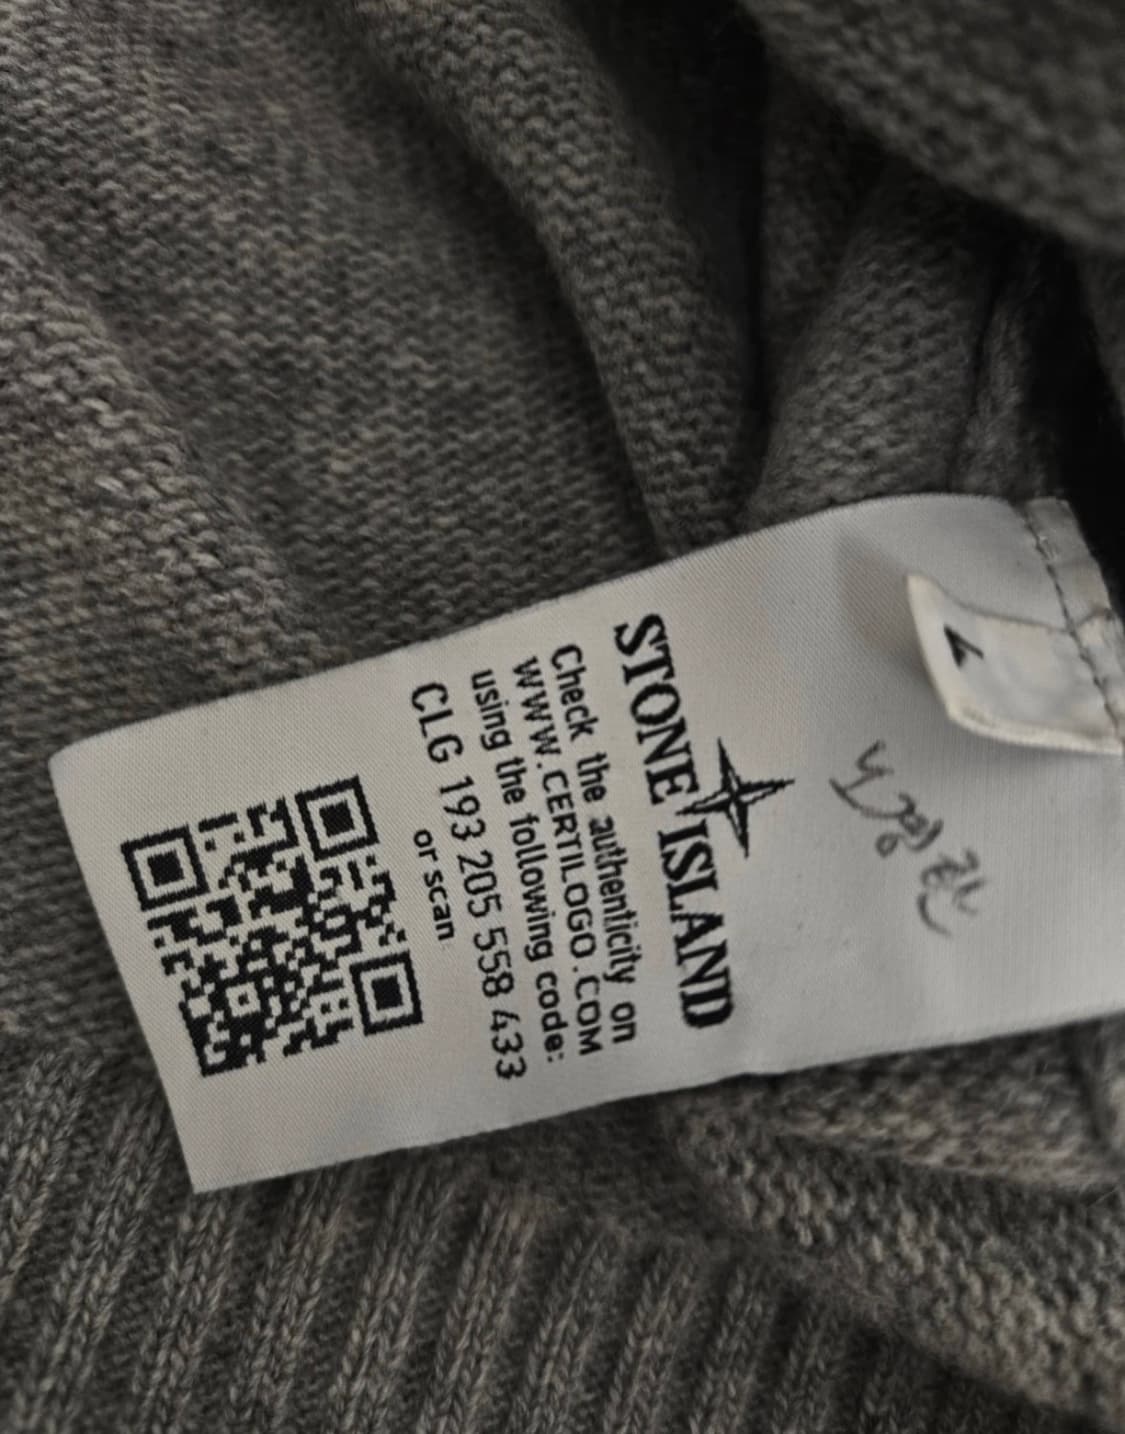 STONE ISLAND
Check the authenticity on
WWW.CERTILOGO.COM
using the following code:
CLG 193 205 558 433
or scan
L